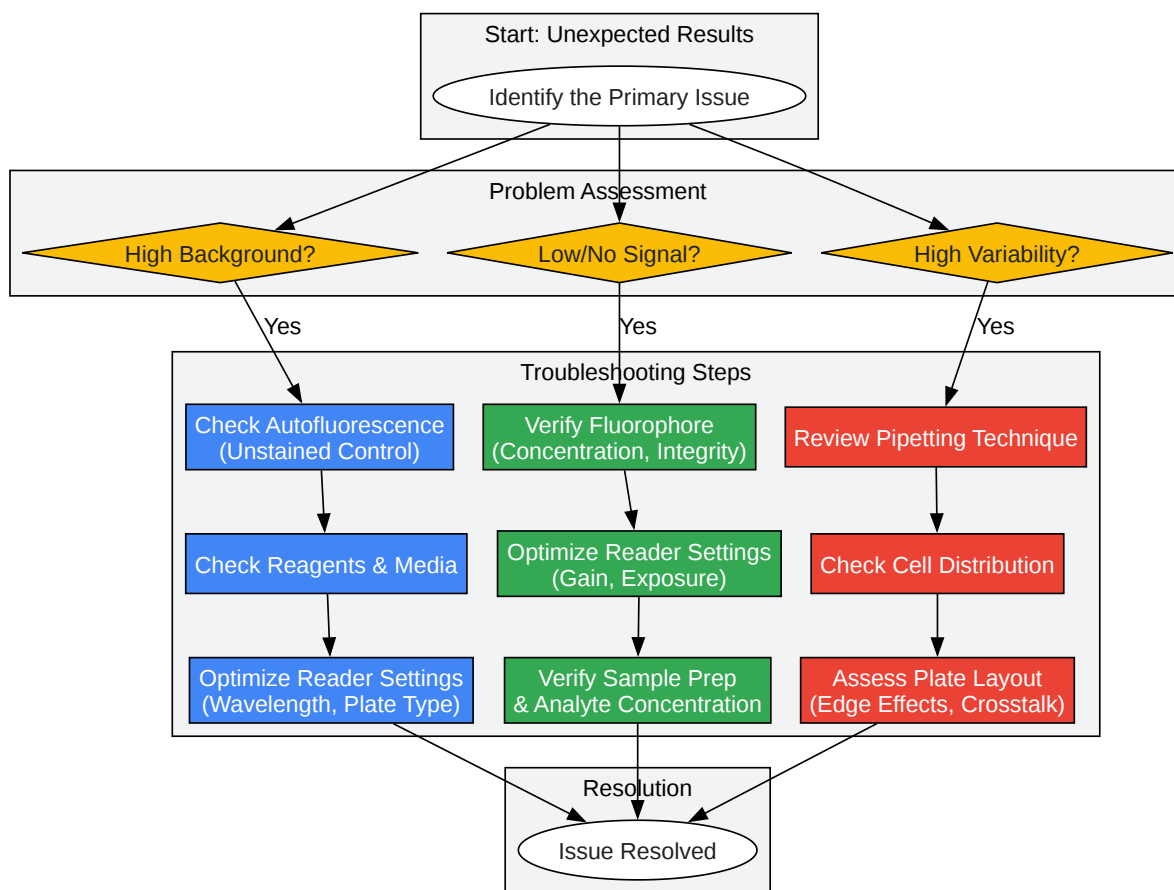 Start: Unexpected Results
Identify the Primary Issue
Problem Assessment
High Background?
Low/No Signal?
High Variability?
Yes
Yes
Yes
Troubleshooting Steps
Check Autofluorescence
(Unstained Control)
Verify Fluorophore
(Concentration, Integrity)
Review Pipetting Technique
Check Reagents & Media
Optimize Reader Settings
(Gain, Exposure)
Check Cell Distribution
Optimize Reader Settings
(Wavelength, Plate Type)
Verify Sample Prep
& Analyte Concentration
Assess Plate Layout
(Edge Effects, Crosstalk)
Resolution
Issue Resolved